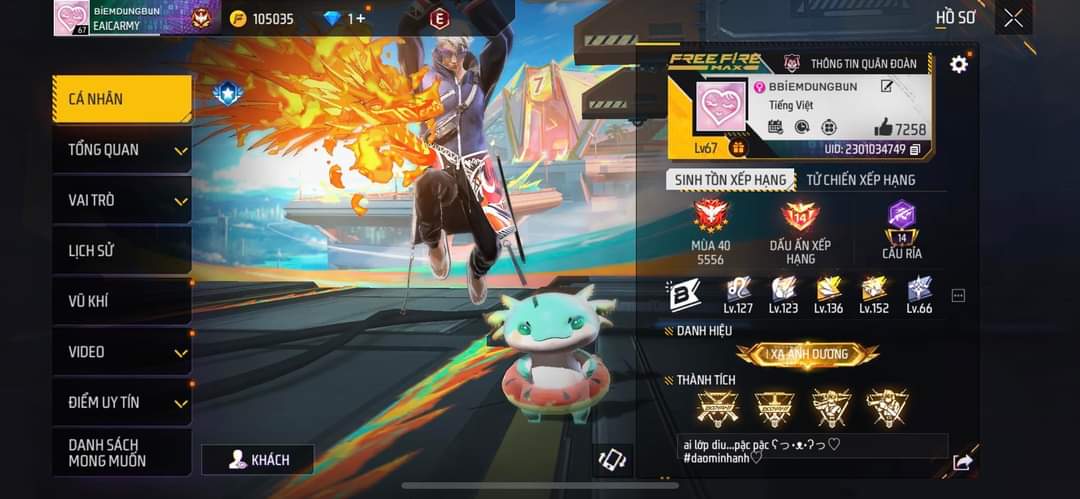 BIEMDUNGBUN
EAICARMY
67
105035
1+
E
HỒ SƠ
CÁ NHÂN
TỔNG QUAN
VAI TRÒ
LỊCH SỬ
VŨ KHÍ
VIDEO
ĐIỂM UY TÍN
DANH SÁCH
MONG MUỐN
KHÁCH
7
FREE FIRE
MAX
THÔNG TIN QUÂN ĐOÀN
BBIEMDUNGBUN
Tiếng Việt
7258
Lv67
UID: 2301034749
SINH TỒN XẾP HẠNG
TỬ CHIẾN XẾP HẠNG
MÙA 40
5556
14
DẤU ẤN XẾP
HẠNG
14
CẦU RÌA
B
Lv.127
Lv.123
Lv.136
Lv.152
Lv.66
DANH HIỆU
XẠ ẢNH DƯƠNG
THÀNH TÍCH
ai lớp diu...pặc pặc ʕっ•ᴥ•ʔっ♡
#daominhanh♡